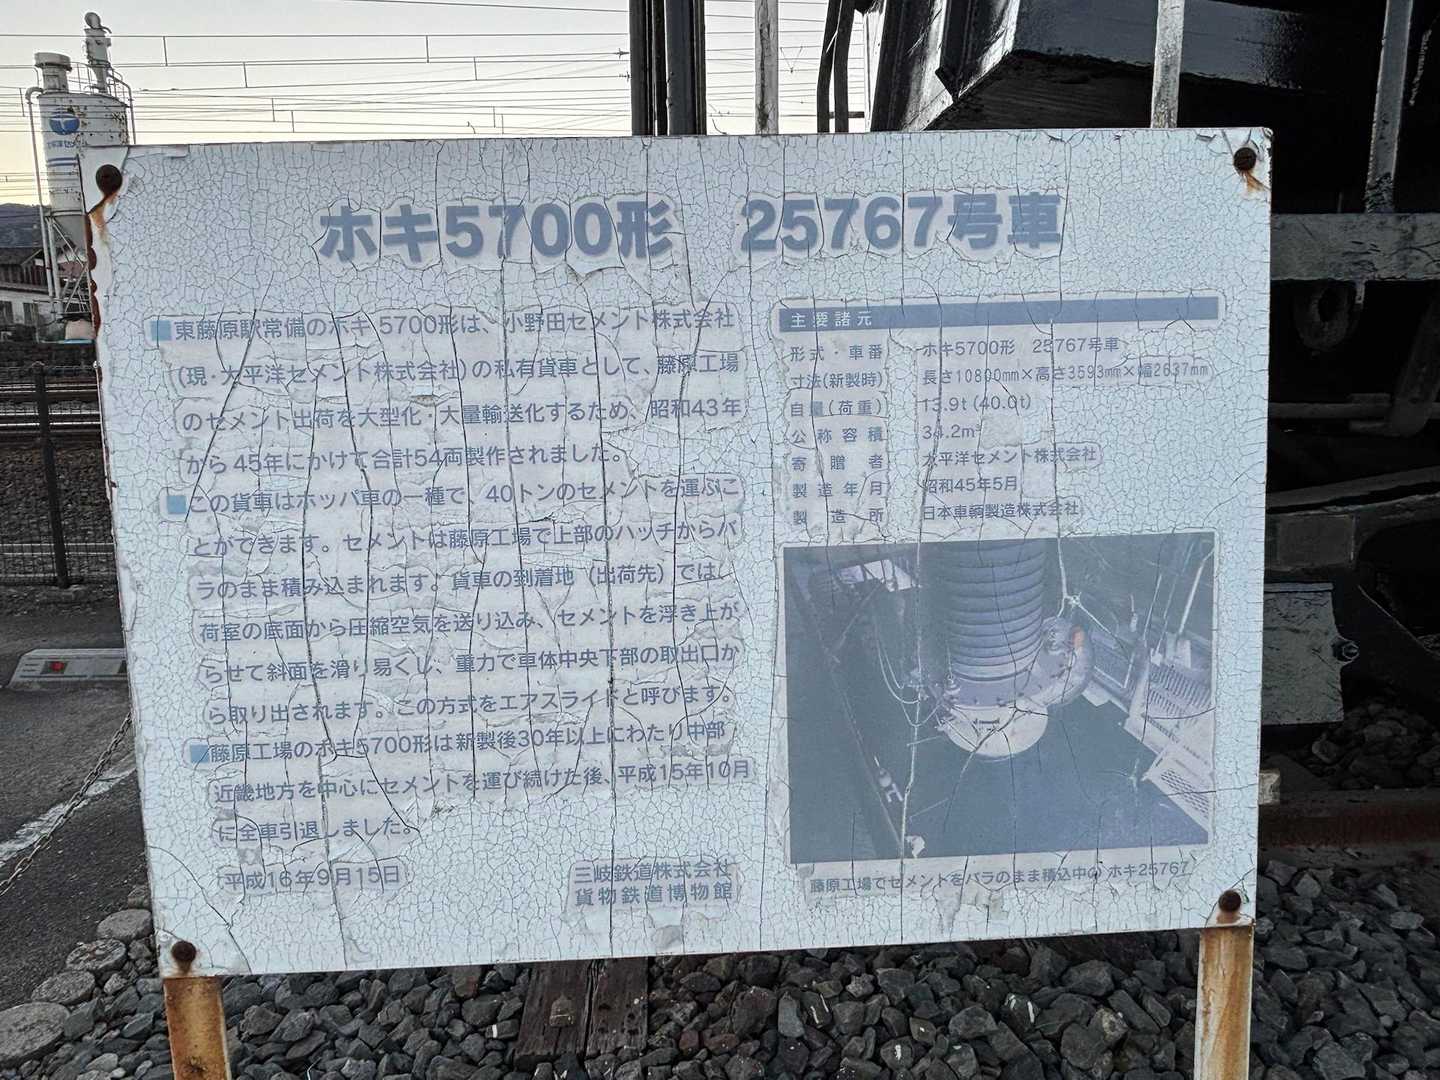 ホキ5700形　25767号車
■東藤原駅常備のホキ5700形は、小野田セメント株式会社
(現・太平洋セメント株式会社)の私有貨車として、藤原工場
のセメント出荷を大型化・大量輸送化するため、昭和43年
から45年にかけて合計54両製作されました。
■この貨車はホッパ車の一種で、40トンのセメントを運ぶこ
とができます。セメントは藤原工場で上部のハッチからバ
ラのまま積み込まれます。貨車の到着地（出荷先）では、
荷室の底面から圧縮空気を送り込み、セメントを浮き上が
らせて斜面を滑り易くし、重力で車体中央下部の取出口か
ら取り出されます。この方式をエアスライドと呼びます。
■藤原工場のホキ5700形は新製後30年以上にわたり中部・
近畿地方を中心にセメントを運び続けた後、平成15年10月
に全車引退しました。
平成16年9月15日
三岐鉄道株式会社
貨物鉄道博物館
主要諸元
形式・車番　ホキ5700形　25767号車
寸法(新製時)　長さ10800mm×高さ3593mm×幅2637mm
自重(荷重)　13.9t(40.0t)
公称容積　34.2m³
寄贈者　太平洋セメント株式会社
製造年月　昭和45年5月
製造所　日本車輌製造株式会社
藤原工場でセメントをバラのまま積込中の ホキ25767